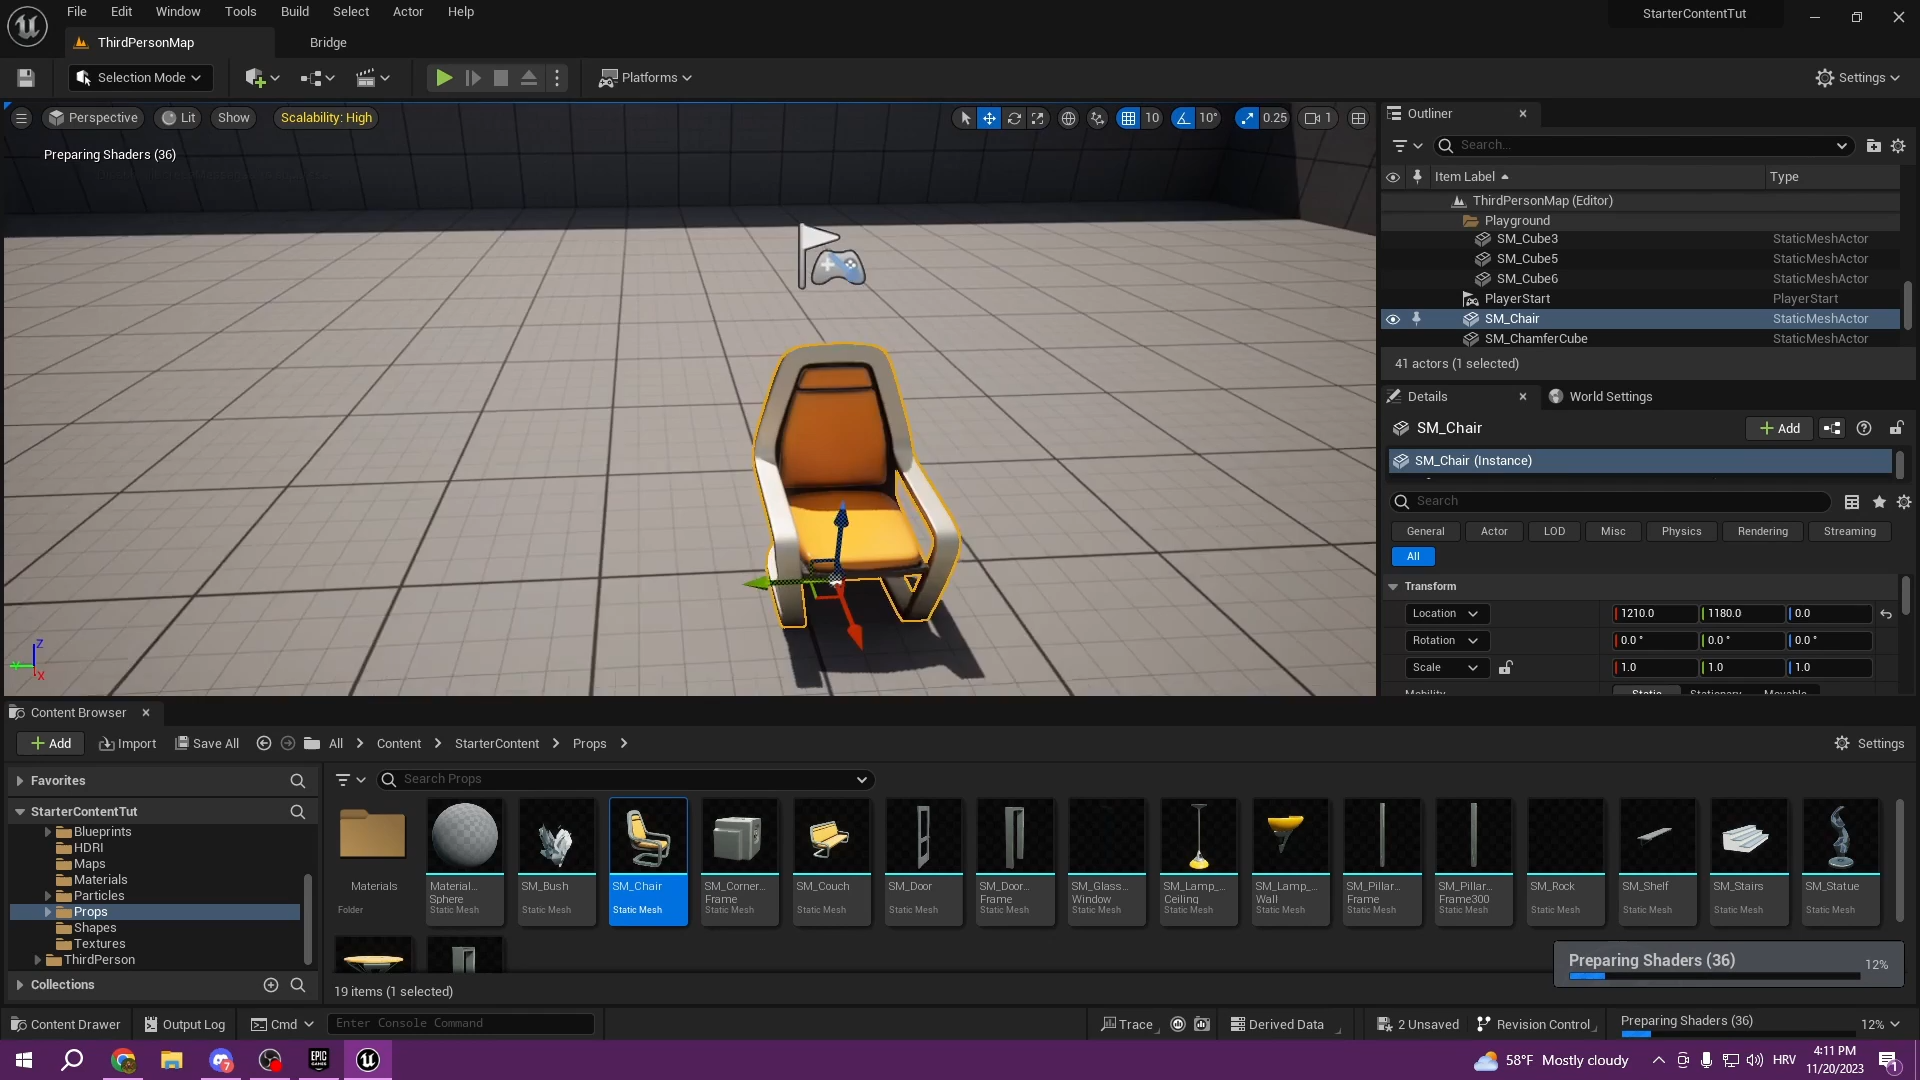 File Edit Window Tools Build Select Actor Help
StarterContentTut
ThirdPersonMap
Bridge
Selection Mode
Platforms
Settings
Perspective Lit Show Scalability: High
10 10° 0.25 1
Preparing Shaders (36)
Z
X
Outliner
Search...
Item Label Type
ThirdPersonMap (Editor)
Playground
SM_Cube3 StaticMeshActor
SM_Cube5 StaticMeshActor
SM_Cube6 StaticMeshActor
PlayerStart PlayerStart
SM_Chair StaticMeshActor
SM_ChamferCube StaticMeshActor
41 actors (1 selected)
Details
World Settings
SM_Chair
Add
SM_Chair (Instance)
Search
General Actor LOD Misc Physics Rendering Streaming
All
Transform
Location 1210.0 1180.0 0.0
Rotation 0.0° 0.0° 0.0°
Scale 1.0 1.0 1.0
Mobility Static Stationary Movable
Content Browser
Add Import Save All All Content StarterContent Props
Settings
Favorites
Search Props
StarterContentTut
Blueprints
HDRI
Maps
Materials
Particles
Props
Shapes
Textures
ThirdPerson
Collections
Materials
Folder
Material...
Sphere
Static Mesh
SM_Bush
Static Mesh
SM_Chair
Static Mesh
SM_Corner...
Frame
Static Mesh
SM_Couch
Static Mesh
SM_Door
Static Mesh
SM_Door...
Frame
Static Mesh
SM_Glass...
Window
Static Mesh
SM_Lamp_...
Ceiling
Static Mesh
SM_Lamp_...
Wall
Static Mesh
SM_Pillar...
Frame
Static Mesh
SM_Pillar...
Frame300
Static Mesh
SM_Rock
Static Mesh
SM_Shelf
Static Mesh
SM_Stairs
Static Mesh
SM_Statue
Static Mesh
19 items (1 selected)
Preparing Shaders (36)
12%
Content Drawer Output Log Cmd Enter Console Command
Trace Derived Data 2 Unsaved Revision Control Preparing Shaders (36) 12%
7
EPIC
GAMES
58°F Mostly cloudy
HRV
4:11 PM
11/20/2023
1